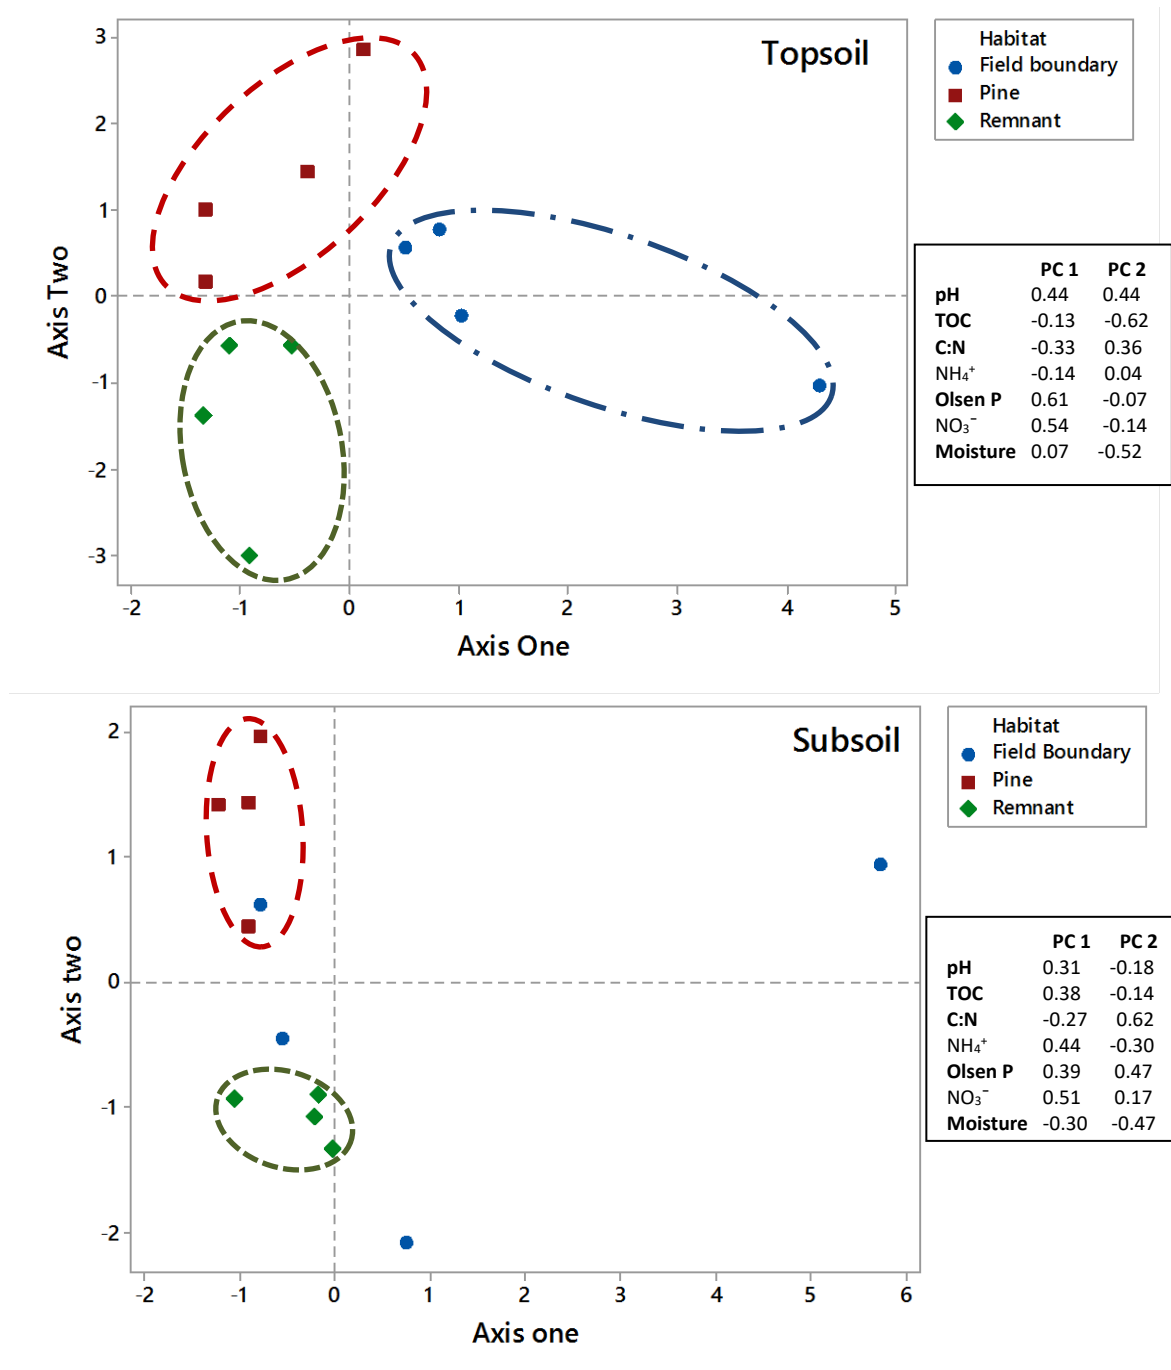 Topsoil
Habitat
Field boundary
Pine
Remnant
3
2
1
0
-1
-2
-3
Axis Two
-2 -1 0 1 2 3 4 5
Axis One
PC 1 PC 2
pH 0.44 0.44
TOC -0.13 -0.62
C:N -0.33 0.36
NH₄⁺ -0.14 0.04
Olsen P 0.61 -0.07
NO₃⁻ 0.54 -0.14
Moisture 0.07 -0.52
Subsoil
Habitat
Field Boundary
Pine
Remnant
2
1
0
-1
-2
Axis two
-2 -1 0 1 2 3 4 5 6
Axis one
PC 1 PC 2
pH 0.31 -0.18
TOC 0.38 -0.14
C:N -0.27 0.62
NH₄⁺ 0.44 -0.30
Olsen P 0.39 0.47
NO₃⁻ 0.51 0.17
Moisture -0.30 -0.47